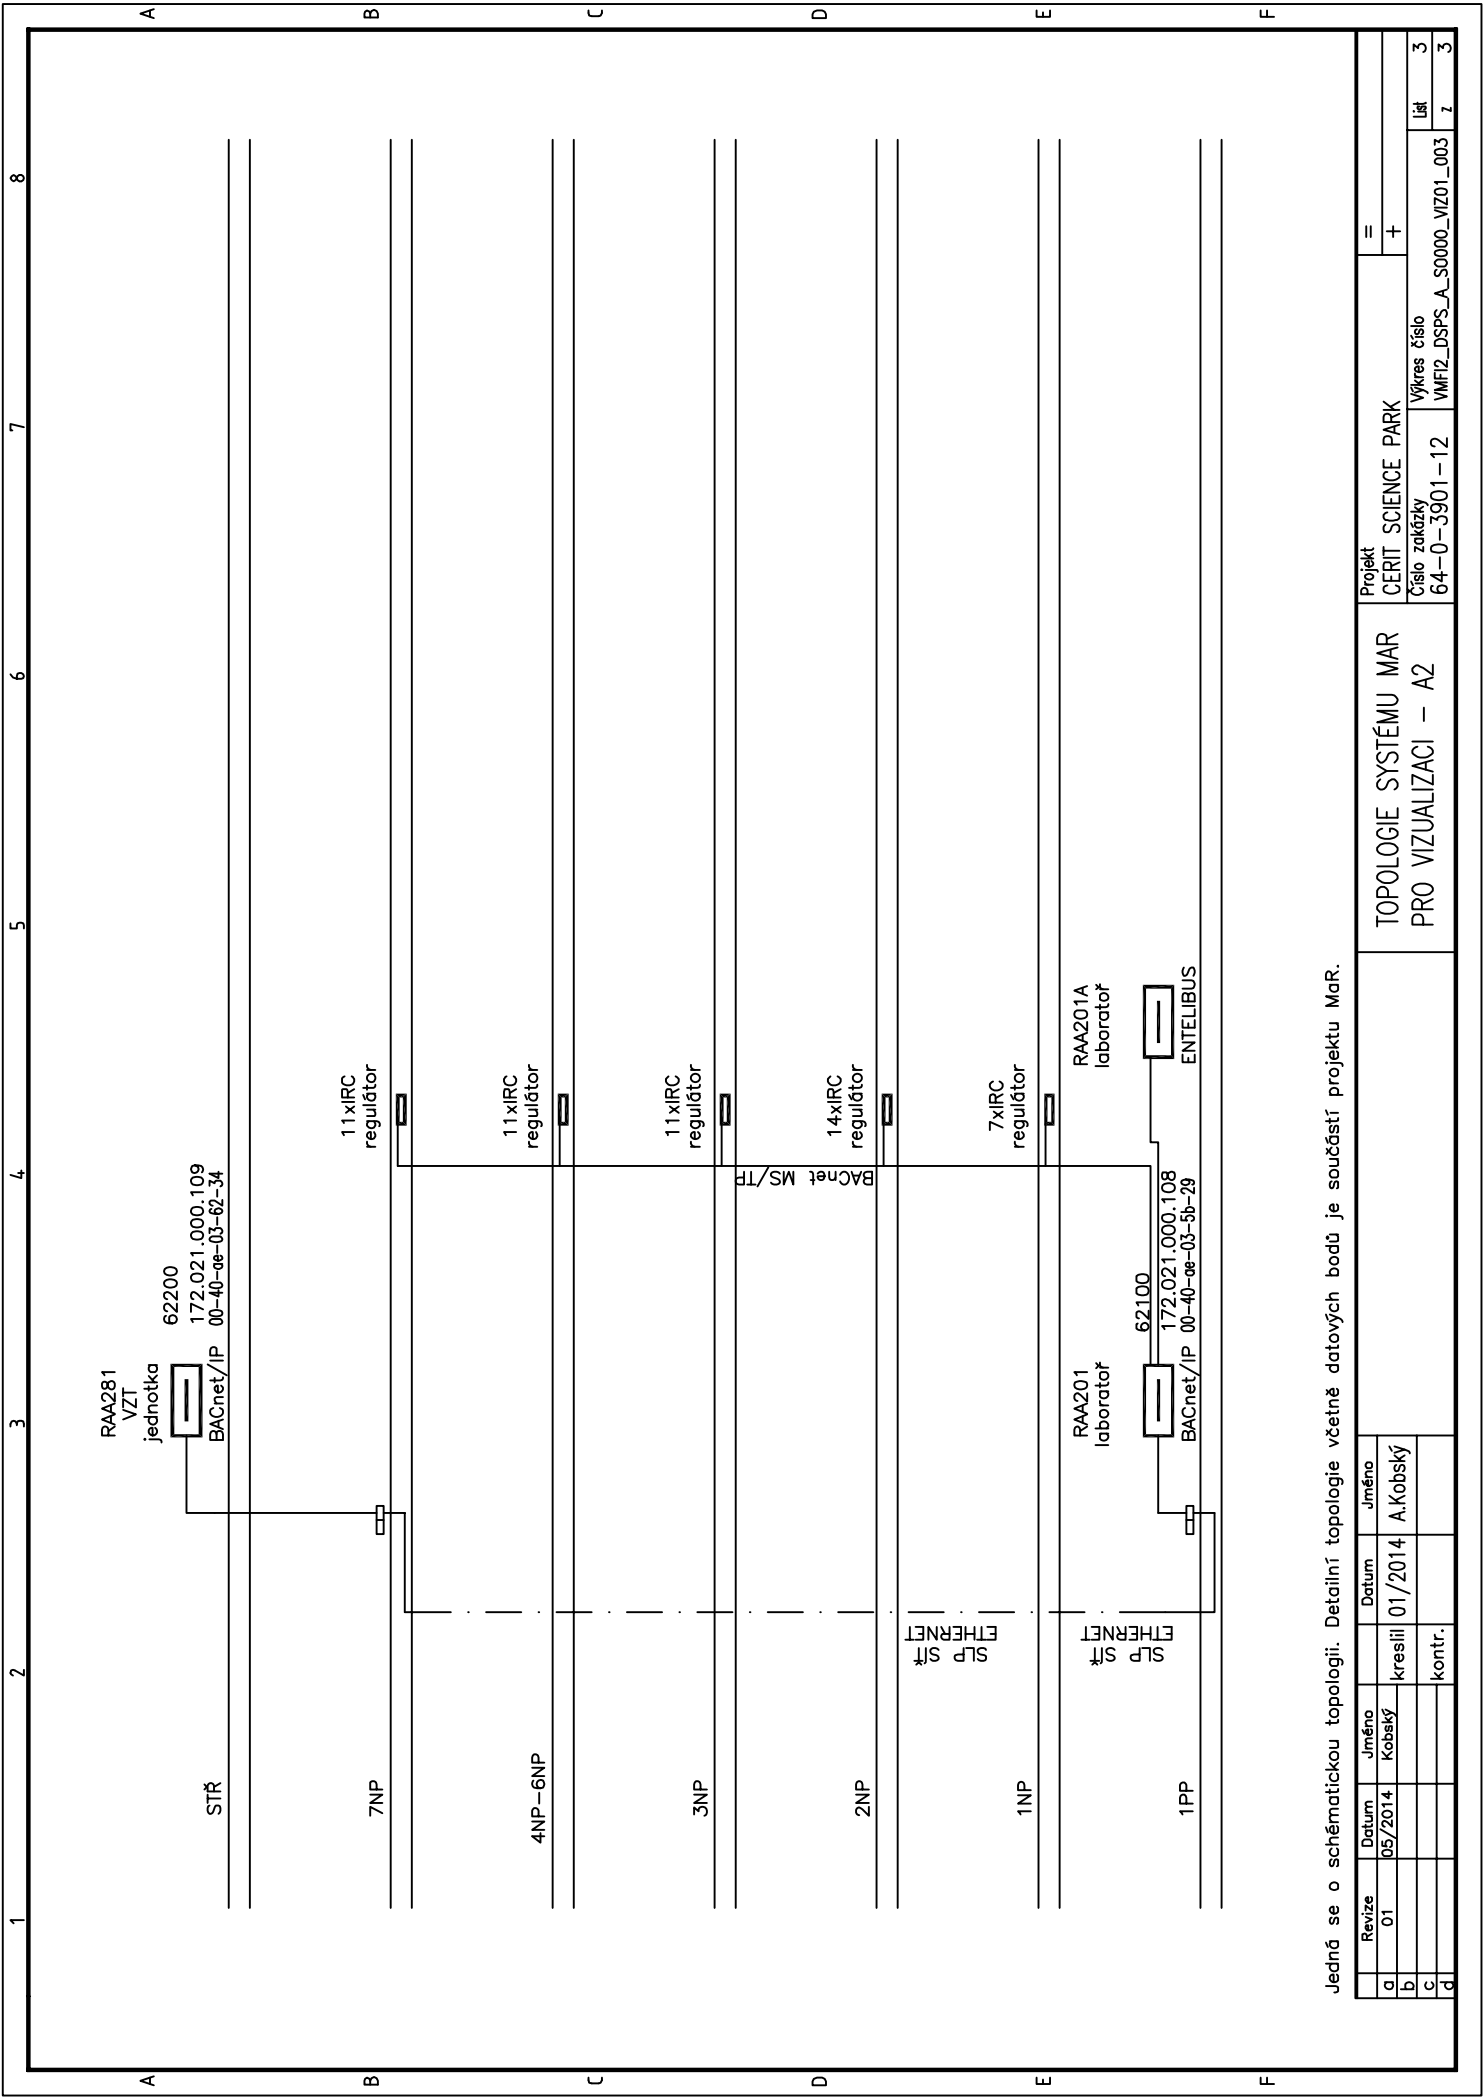 1 2 3 4 5 6 7 8
A
A
B
B
C
C
D
D
E
E
F
F
RAA281
VZT
jednotka
62200
172.021.000.109
BACnet/IP 00-40-ae-03-62-34
STŘ
11xIRC
regulátor
7NP
11xIRC
regulátor
4NP-6NP
11xIRC
regulátor
3NP
BACnet MS/TP
14xIRC
regulátor
2NP
SLP SÍŤ
ETHERNET
7xIRC
regulátor
1NP
SLP SÍŤ
ETHERNET
RAA201
laboratoř
62100
172.021.000.108
BACnet/IP 00-40-ae-03-5b-29
RAA201A
laboratoř
ENTELIBUS
1PP
Jedná se o schématickou topologii. Detailní topologie včetně datových bodů je součástí projektu MaR.
Revize Datum Jméno Datum Jméno
a 01 05/2014 Kobský kreslil 01/2014 A.Kobský
b
c
d kontr.
TOPOLOGIE SYSTÉMU MAR
PRO VIZUALIZACI - A2
Projekt
CERIT SCIENCE PARK
=
+
Číslo zakázky
64-0-3901-12
Výkres číslo
VMFI2_DSPS_A_S0000_VIZ01_003
List 3
z 3